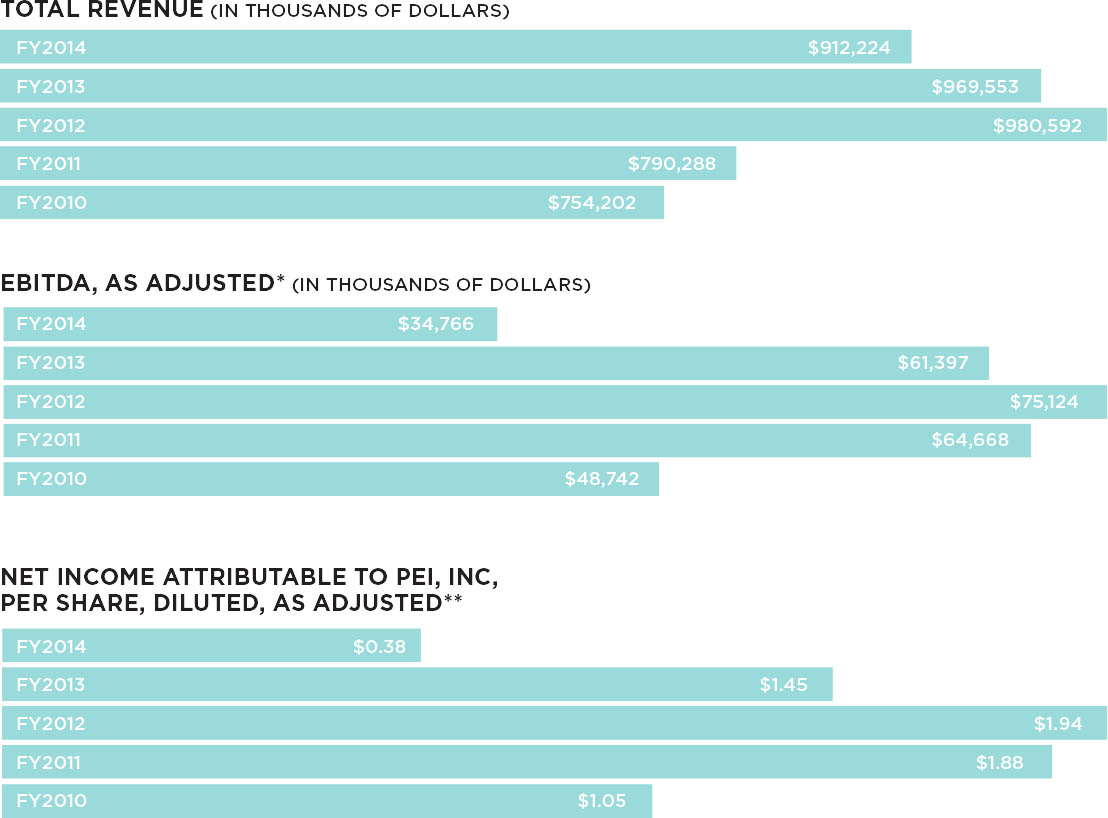 TOTAL REVENUE (IN THOUSANDS OF DOLLARS)
FY2014 $912,224
FY2013 $969,553
FY2012 $980,592
FY2011 $790,288
FY2010 $754,202
EBITDA, AS ADJUSTED* (IN THOUSANDS OF DOLLARS)
FY2014 $34,766
FY2013 $61,397
FY2012 $75,124
FY2011 $64,668
FY2010 $48,742
NET INCOME ATTRIBUTABLE TO PEI, INC,
PER SHARE, DILUTED, AS ADJUSTED**
FY2014 $0.38
FY2013 $1.45
FY2012 $1.94
FY2011 $1.88
FY2010 $1.05